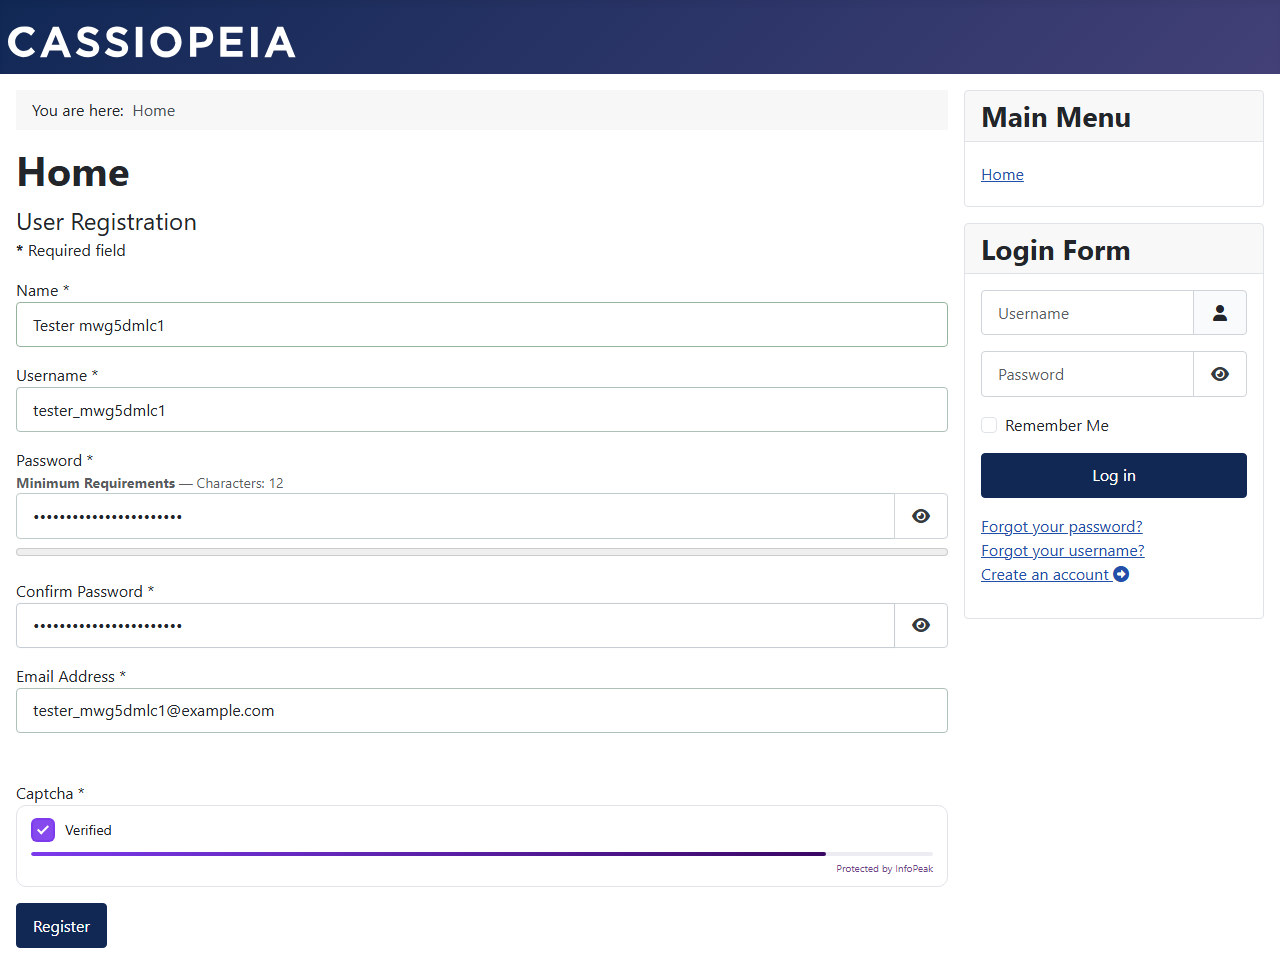 CASSIOPEIA
You are here: Home
Home
User Registration
* Required field
Name *
Tester mwg5dmlc1
Username *
tester_mwg5dmlc1
Password *
Minimum Requirements — Characters: 12
•••••••••••••••••••••••
Confirm Password *
•••••••••••••••••••••••
Email Address *
tester_mwg5dmlc1@example.com
Captcha *
Verified
Protected by InfoPeak
Register
Main Menu
Home
Login Form
Username
Password
Remember Me
Log in
Forgot your password?
Forgot your username?
Create an account